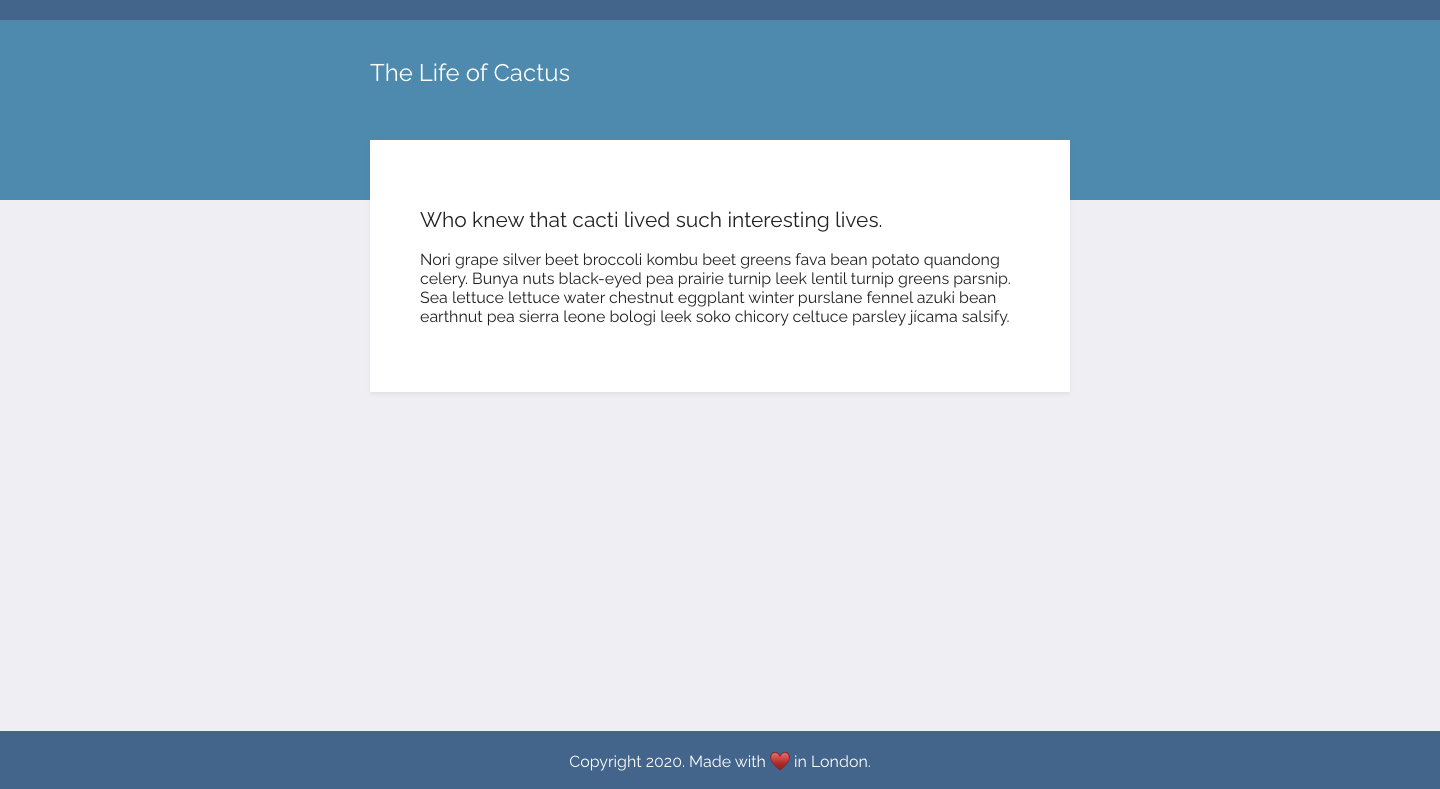 The Life of Cactus
Who knew that cacti lived such interesting lives.
Nori grape silver beet broccoli kombu beet greens fava bean potato quandong
celery. Bunya nuts black-eyed pea prairie turnip leek lentil turnip greens parsnip.
Sea lettuce lettuce water chestnut eggplant winter purslane fennel azuki bean
earthnut pea sierra leone bologi leek soko chicory celtuce parsley jícama salsify.
Copyright 2020. Made with ❤️ in London.